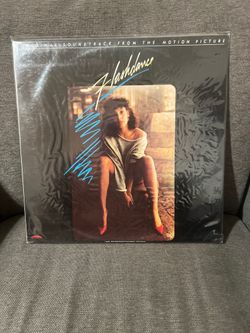 ORIGINAL SOUNDTRACK FROM THE MOTION PICTURE
Flashdance